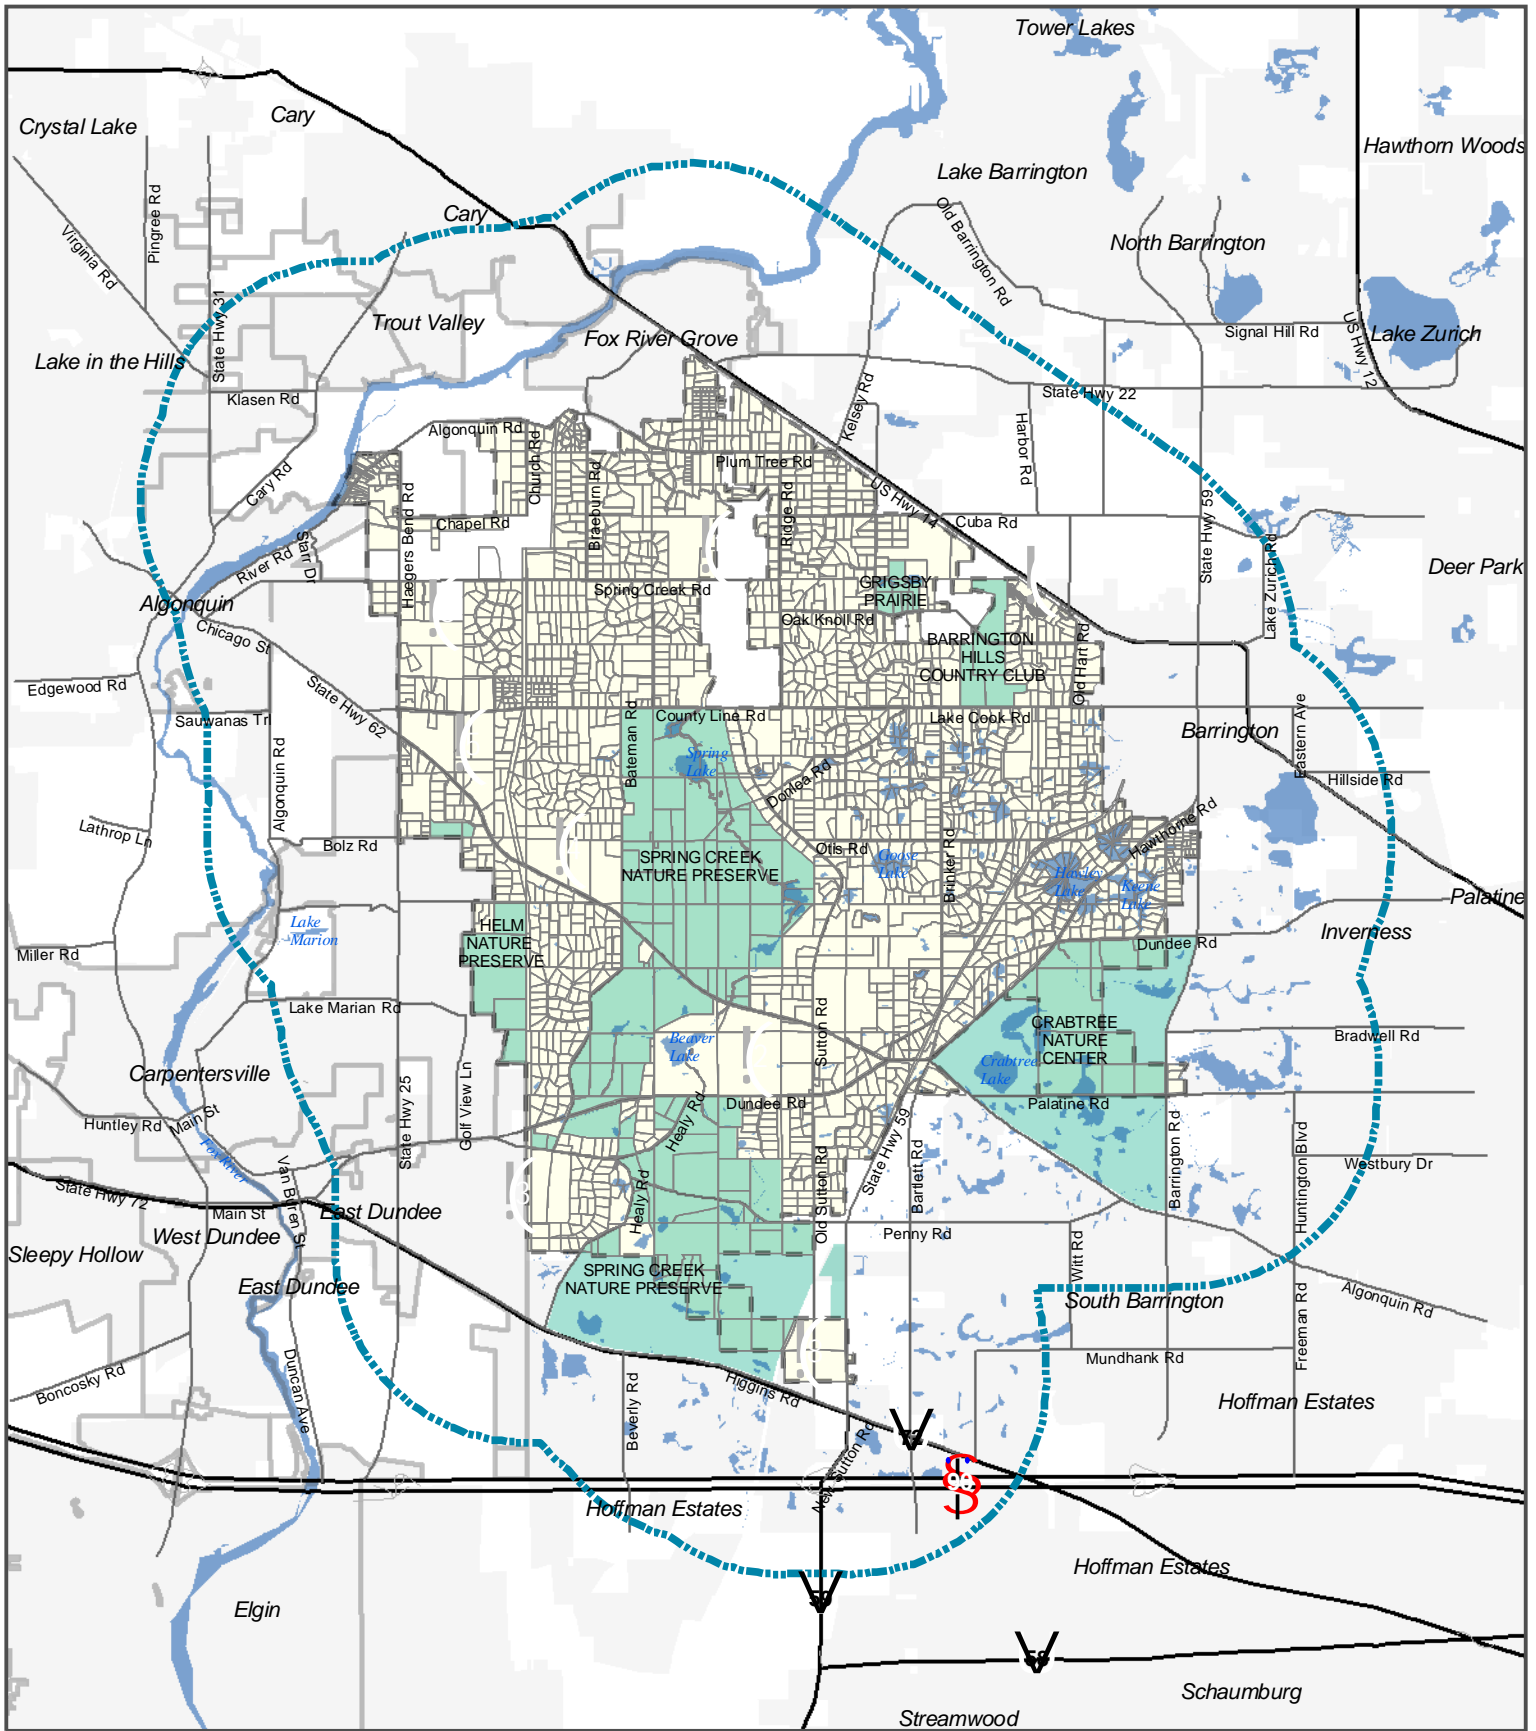 Tower Lakes
Crystal Lake
Cary
Hawthorn Woods
Lake Barrington
Cary
Old Barrington Rd
North Barrington
Pingree Rd
Virginia Rd
State Hwy 31
Trout Valley
Fox River Grove
Signal Hill Rd
US Hwy 12
Lake Zurich
Lake in the Hills
Klasen Rd
Kelsey Rd
State Hwy 22
Algonquin Rd
Church Rd
Harbor Rd
Plum Tree Rd
Cary Rd
Braeburn Rd
Ridge Rd
US Hwy 14
Haegers Bend Rd
Chapel Rd
Cuba Rd
State Hwy 59
Starr Dr
River Rd
Lake Zurich Rd
Deer Park
Spring Creek Rd
GRIGSBY
PRAIRIE
Algonquin
Oak Knoll Rd
Chicago St
BARRINGTON
HILLS
COUNTRY CLUB
Old Hart Rd
Edgewood Rd
State Hwy 62
Sauwanas Trl
County Line Rd
Lake Cook Rd
Barrington
Bateman Rd
Eastern Ave
Algonquin Rd
Spring
Lake
Donlea Rd
Hillside Rd
Lathrop Ln
Bolz Rd
Otis Rd
Hawthorne Rd
Goose
Lake
Brinker Rd
SPRING CREEK
NATURE PRESERVE
Hawley
Lake
Keene
Lake
Palatine
Lake
Marion
HELM
NATURE
PRESERVE
Inverness
Miller Rd
Dundee Rd
Lake Marian Rd
Sutton Rd
CRABTREE
NATURE
CENTER
Bradwell Rd
Beaver
Lake
Crabtree
Lake
Carpentersville
State Hwy 25
Golf View Ln
Dundee Rd
Palatine Rd
Huntley Rd
Main St
Healy Rd
State Hwy 59
Bartlett Rd
Barrington Rd
Huntington Blvd
Fox River
Westbury Dr
Van Buren St
State Hwy 72
Main St
East Dundee
Healy Rd
Old Sutton Rd
West Dundee
Penny Rd
Sleepy Hollow
Witt Rd
SPRING CREEK
NATURE PRESERVE
East Dundee
South Barrington
Algonquin Rd
Freeman Rd
Mundhank Rd
Boncosky Rd
Duncan Ave
Higgins Rd
Beverly Rd
Hoffman Estates
72
New Sutton Rd
90
Hoffman Estates
Hoffman Estates
59
Elgin
58
Schaumburg
Streamwood